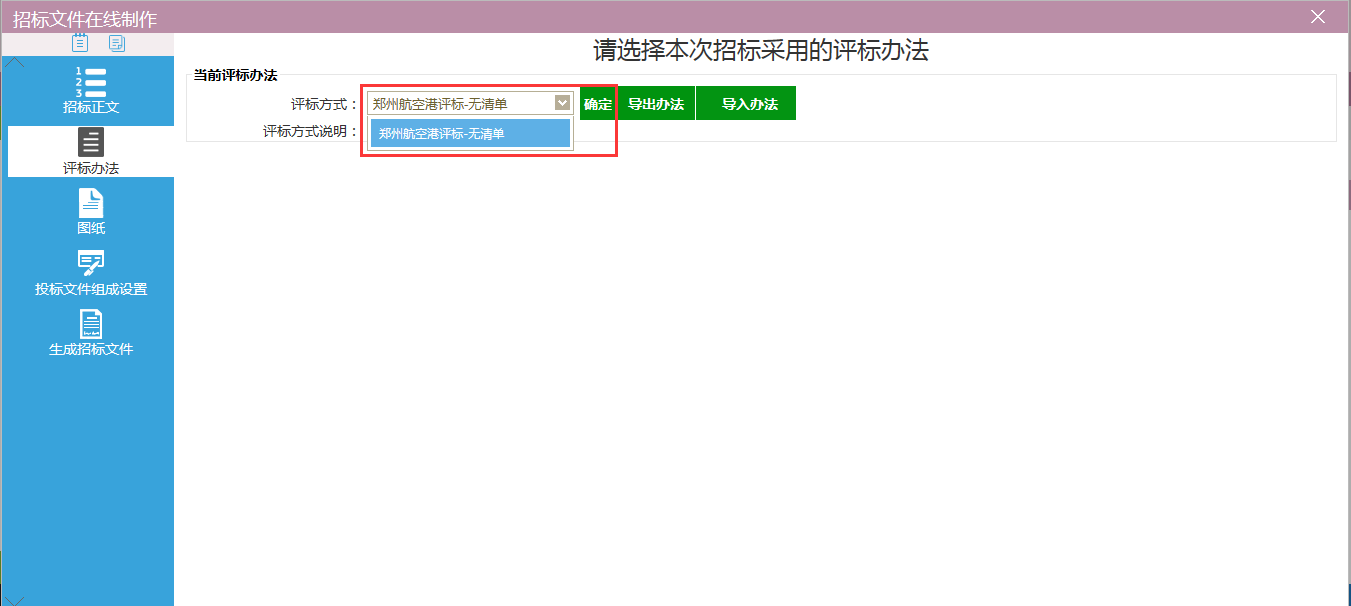 招标文件在线制作
请选择本次招标采用的评标办法
当前评标办法
评标方式： 郑州航空港评标-无清单 确定 导出办法 导入办法
评标方式说明： 郑州航空港评标-无清单
1
2
3
招标正文
评标办法
图纸
投标文件组成设置
生成招标文件